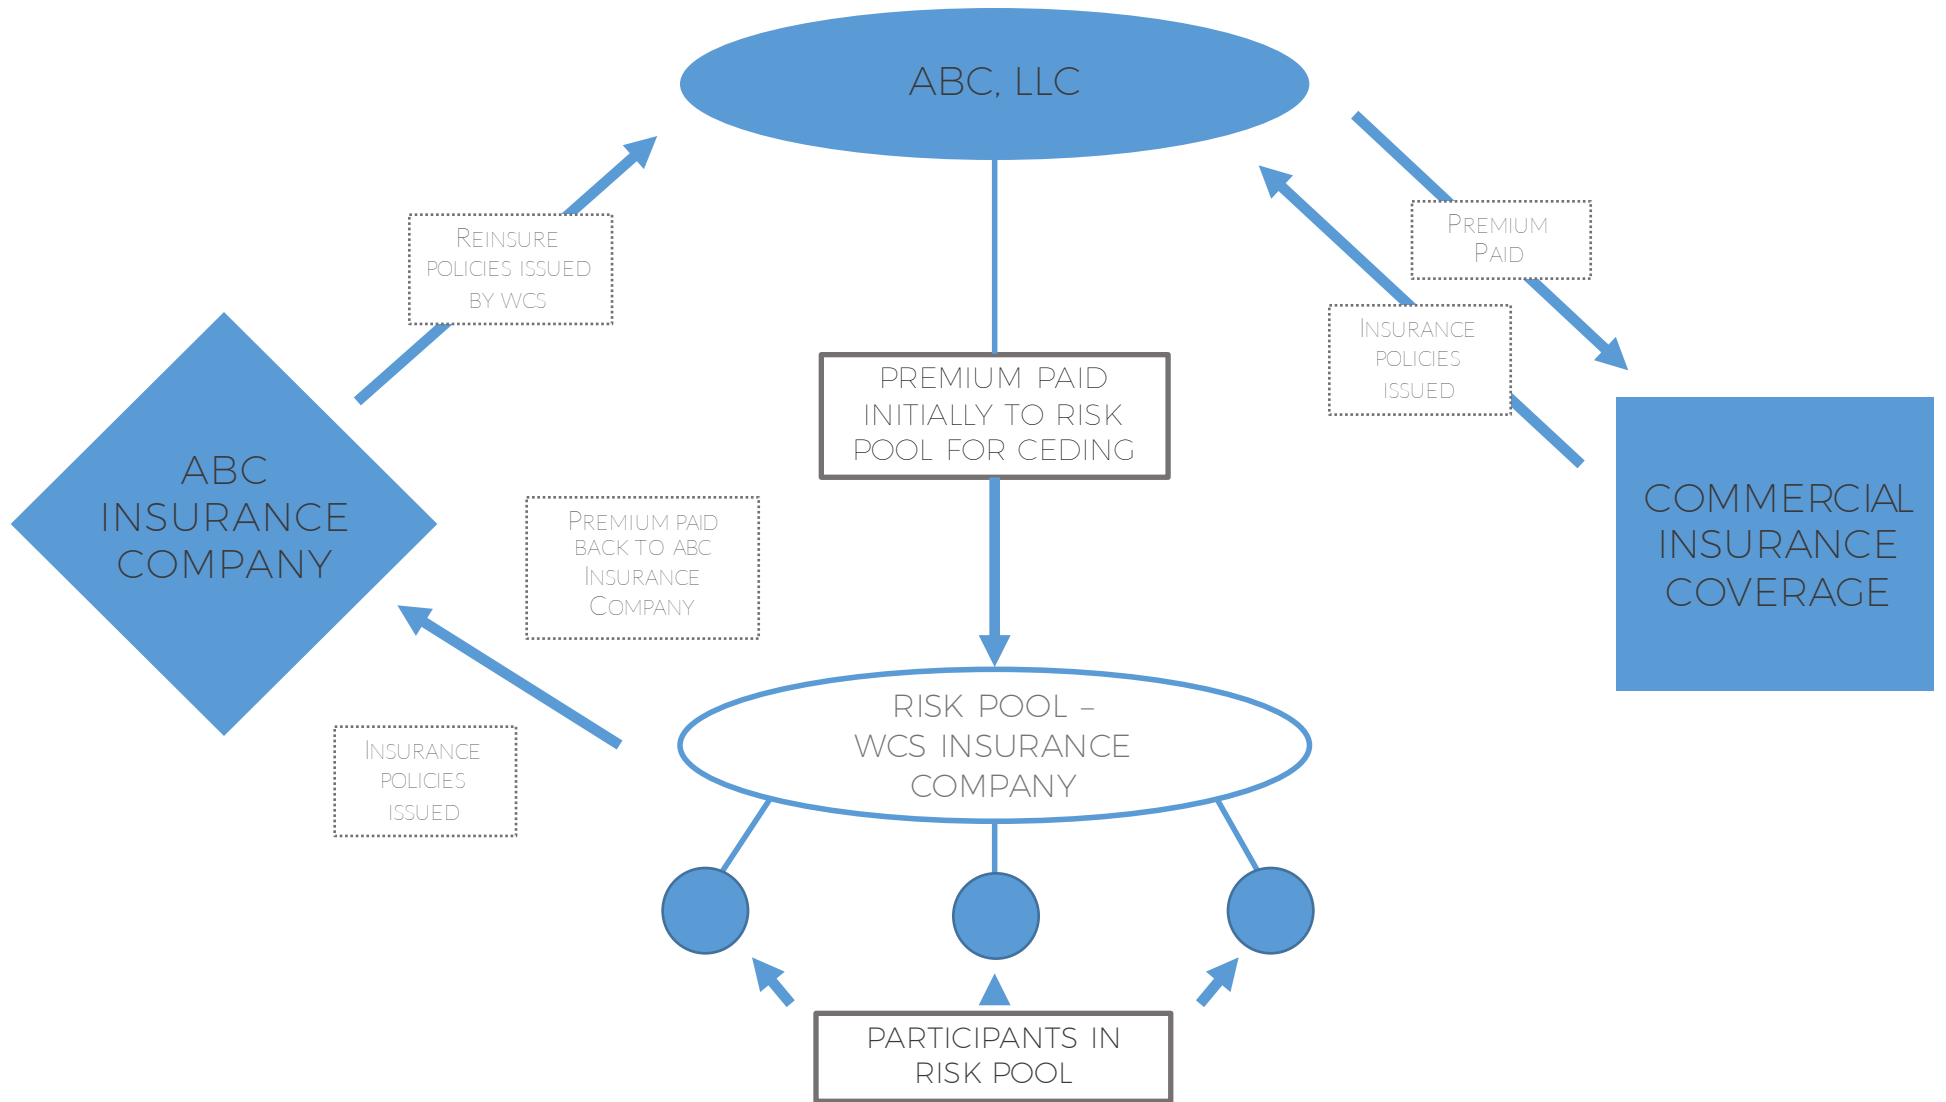 ABC, LLC
REINSURE
POLICIES ISSUED
BY WCS
PREMIUM
PAID
INSURANCE
POLICIES
ISSUED
PREMIUM PAID
INITIALLY TO RISK
POOL FOR CEDING
ABC
INSURANCE
COMPANY
COMMERCIAL
INSURANCE
COVERAGE
PREMIUM PAID
BACK TO ABC
INSURANCE
COMPANY
RISK POOL –
WCS INSURANCE
COMPANY
INSURANCE
POLICIES
ISSUED
PARTICIPANTS IN
RISK POOL